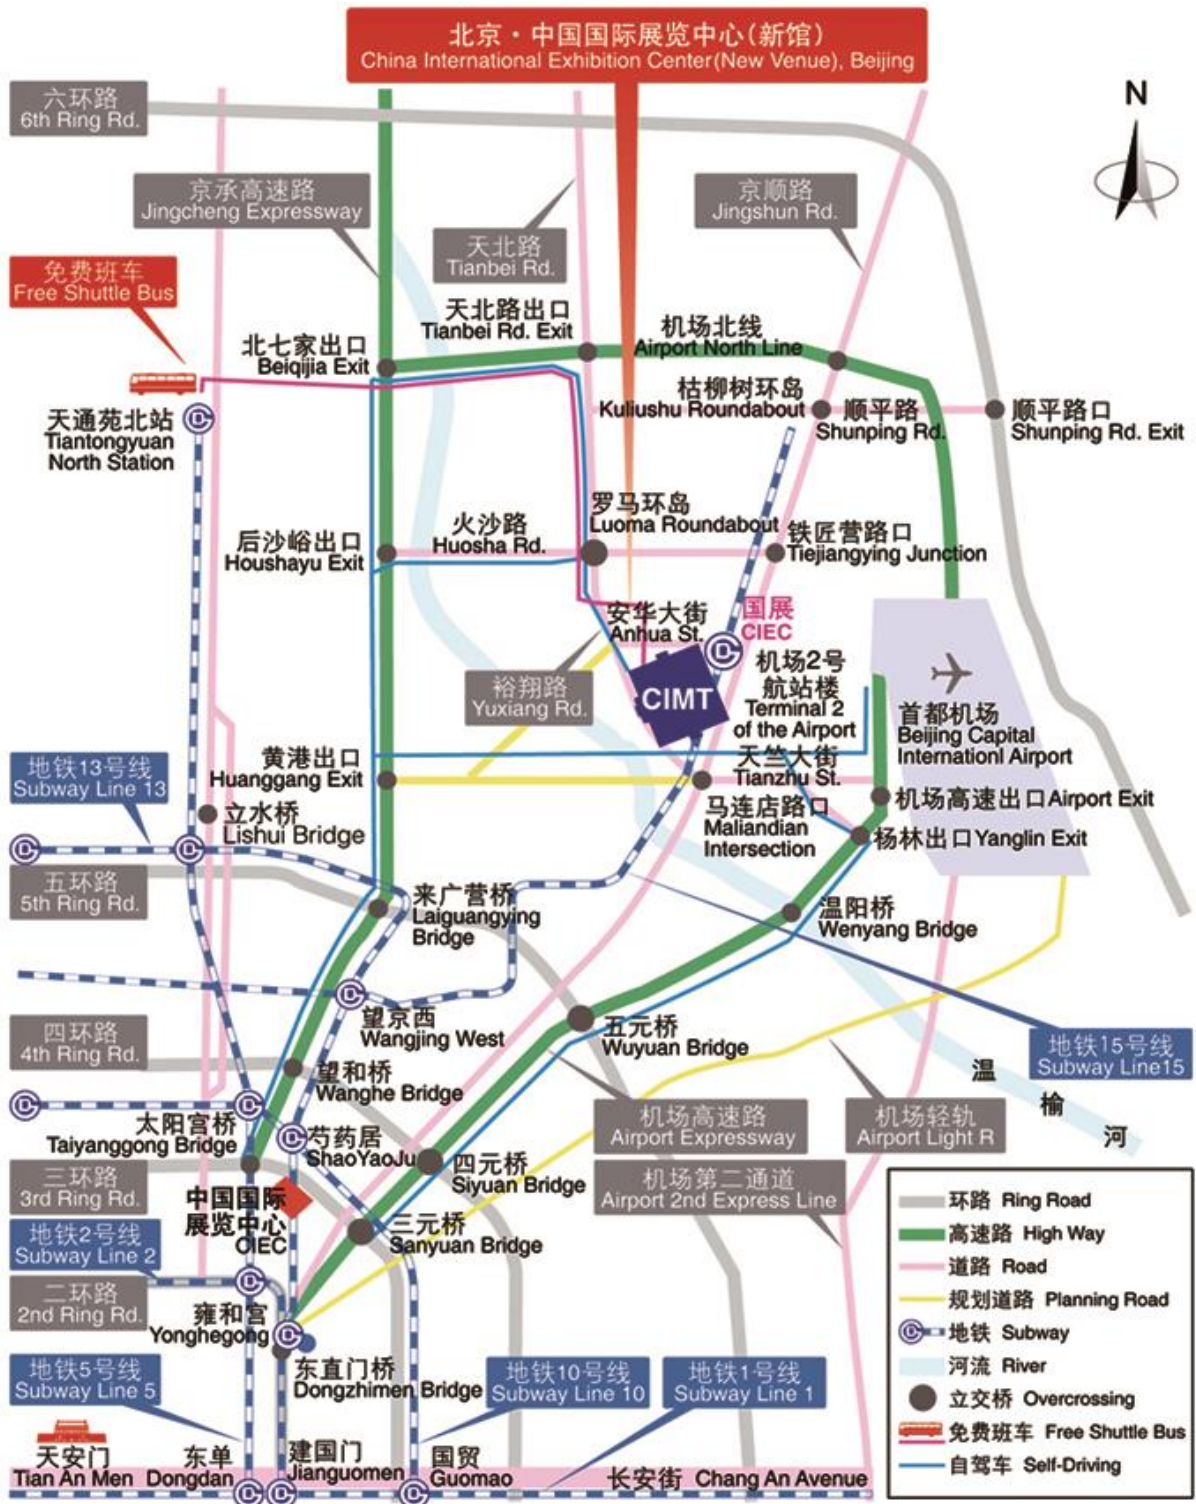 北京·中国国际展览中心(新馆)
China International Exhibition Center(New Venue), Beijing
六环路
6th Ring Rd.
N
京承高速路
Jingcheng Expressway
京顺路
Jingshun Rd.
天北路
Tianbei Rd.
免费班车
Free Shuttle Bus
天北路出口
Tianbei Rd. Exit
机场北线
Airport North Line
北七家出口
Beiqijia Exit
枯柳树环岛
Kuliushu Roundabout
顺平路
Shunping Rd.
顺平路口
Shunping Rd. Exit
天通苑北站
Tiantongyuan
North Station
罗马环岛
Luoma Roundabout
火沙路
Huosha Rd.
后沙峪出口
Houshayu Exit
铁匠营路口
Tiejiangying Junction
安华大街
Anhua St.
国展
CIEC
裕翔路
Yuxiang Rd.
CIMT
机场2号
航站楼
Terminal 2
of the Airport
首都机场
Beijing Capital
Internationl Airport
黄港出口
Huanggang Exit
天竺大街
Tianzhu St.
地铁13号线
Subway Line 13
立水桥
Lishui Bridge
马连店路口
Maliandian
Intersection
机场高速出口Airport Exit
杨林出口Yanglin Exit
五环路
5th Ring Rd.
来广营桥
Laiguangying
Bridge
温阳桥
Wenyang Bridge
望京西
Wangjing West
四环路
4th Ring Rd.
五元桥
Wuyuan Bridge
地铁15号线
Subway Line15
望和桥
Wanghe Bridge
温
榆
河
太阳宫桥
Taiyanggong Bridge
芍药居
ShaoYaoJu
机场高速路
Airport Expressway
机场轻轨
Airport Light R
四元桥
Siyuan Bridge
机场第二通道
Airport 2nd Express Line
三环路
3rd Ring Rd.
中国国际
展览中心
CIEC
地铁2号线
Subway Line 2
三元桥
Sanyuan Bridge
二环路
2nd Ring Rd.
雍和宫
Yonghegong
东直门桥
Dongzhimen Bridge
地铁5号线
Subway Line 5
地铁10号线
Subway Line 10
地铁1号线
Subway Line 1
天安门
Tian An Men
东单
Dongdan
建国门
Jianguomen
国贸
Guomao
长安街 Chang An Avenue
环路 Ring Road
高速路 High Way
道路 Road
规划道路 Planning Road
地铁 Subway
河流 River
立交桥 Overcrossing
免费班车 Free Shuttle Bus
自驾车 Self-Driving